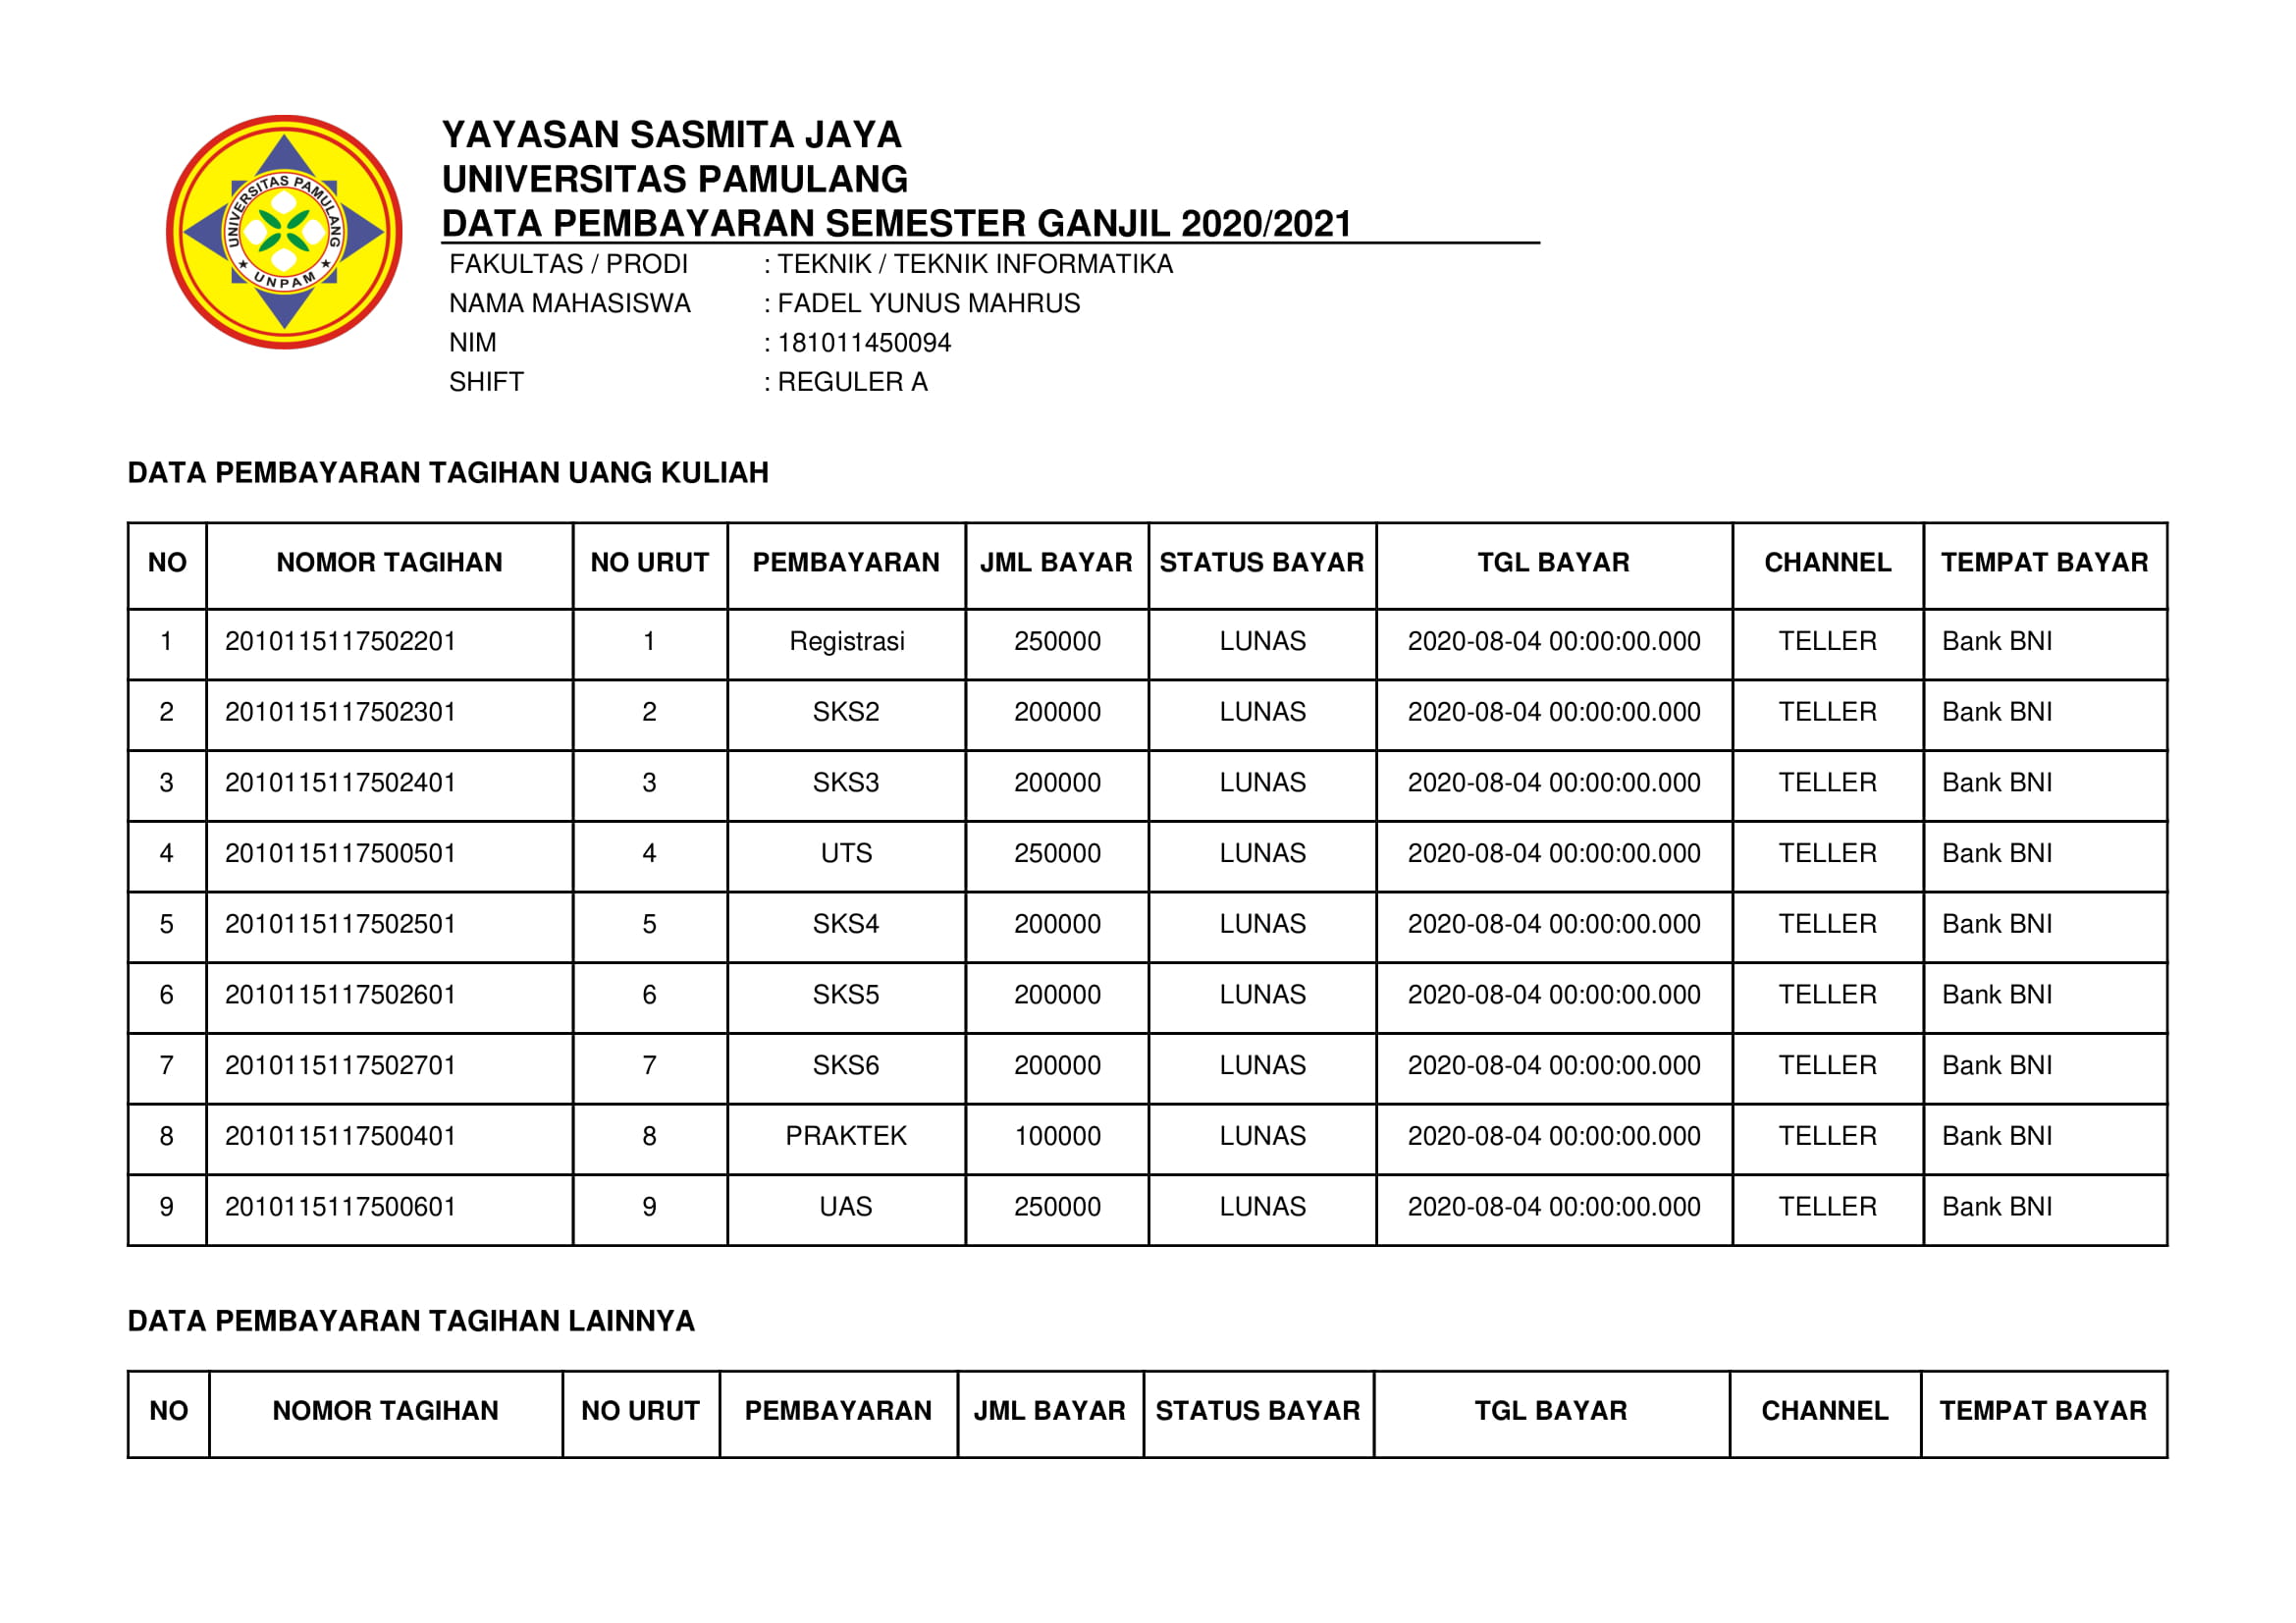 UNIVERSITAS PAMULANG
★ UNPAM ★
YAYASAN SASMITA JAYA
UNIVERSITAS PAMULANG
DATA PEMBAYARAN SEMESTER GANJIL 2020/2021
FAKULTAS / PRODI : TEKNIK / TEKNIK INFORMATIKA
NAMA MAHASISWA : FADEL YUNUS MAHRUS
NIM : 181011450094
SHIFT : REGULER A
DATA PEMBAYARAN TAGIHAN UANG KULIAH
NO NOMOR TAGIHAN NO URUT PEMBAYARAN JML BAYAR STATUS BAYAR TGL BAYAR CHANNEL TEMPAT BAYAR
1 2010115117502201 1 Registrasi 250000 LUNAS 2020-08-04 00:00:00.000 TELLER Bank BNI
2 2010115117502301 2 SKS2 200000 LUNAS 2020-08-04 00:00:00.000 TELLER Bank BNI
3 2010115117502401 3 SKS3 200000 LUNAS 2020-08-04 00:00:00.000 TELLER Bank BNI
4 2010115117500501 4 UTS 250000 LUNAS 2020-08-04 00:00:00.000 TELLER Bank BNI
5 2010115117502501 5 SKS4 200000 LUNAS 2020-08-04 00:00:00.000 TELLER Bank BNI
6 2010115117502601 6 SKS5 200000 LUNAS 2020-08-04 00:00:00.000 TELLER Bank BNI
7 2010115117502701 7 SKS6 200000 LUNAS 2020-08-04 00:00:00.000 TELLER Bank BNI
8 2010115117500401 8 PRAKTEK 100000 LUNAS 2020-08-04 00:00:00.000 TELLER Bank BNI
9 2010115117500601 9 UAS 250000 LUNAS 2020-08-04 00:00:00.000 TELLER Bank BNI
DATA PEMBAYARAN TAGIHAN LAINNYA
NO NOMOR TAGIHAN NO URUT PEMBAYARAN JML BAYAR STATUS BAYAR TGL BAYAR CHANNEL TEMPAT BAYAR